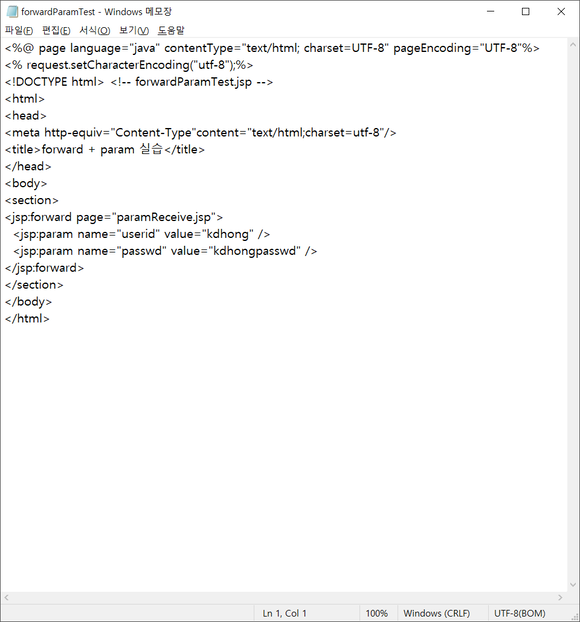 forwardParamTest - Windows 메모장
파일(F) 편집(E) 서식(O) 보기(V) 도움말
<%@ page language="java" contentType="text/html; charset=UTF-8" pageEncoding="UTF-8"%>
<% request.setCharacterEncoding("utf-8");%>
<!DOCTYPE html> <!-- forwardParamTest.jsp -->
<html>
<head>
<meta http-equiv="Content-Type"content="text/html;charset=utf-8"/>
<title>forward + param 실습</title>
</head>
<body>
<section>
<jsp:forward page="paramReceive.jsp">
  <jsp:param name="userid" value="kdhong" />
  <jsp:param name="passwd" value="kdhongpasswd" />
</jsp:forward>
</section>
</body>
</html>
Ln 1, Col 1 100% Windows (CRLF) UTF-8(BOM)